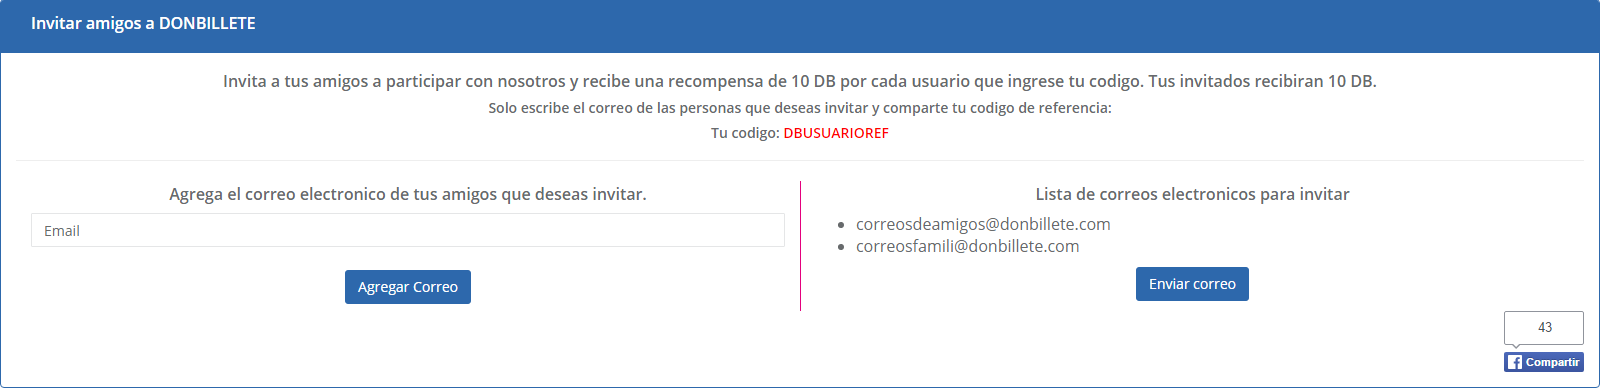 Invitar amigos a DONBILLETE
Invita a tus amigos a participar con nosotros y recibe una recompensa de 10 DB por cada usuario que ingrese tu codigo. Tus invitados recibiran 10 DB.
Solo escribe el correo de las personas que deseas invitar y comparte tu codigo de referencia:
Tu codigo: DBUSUARIOREF
Agrega el correo electronico de tus amigos que deseas invitar.
Email
Agregar Correo
Lista de correos electronicos para invitar
correosdeamigos@donbillete.com
correosfamili@donbillete.com
Enviar correo
43
Compartir